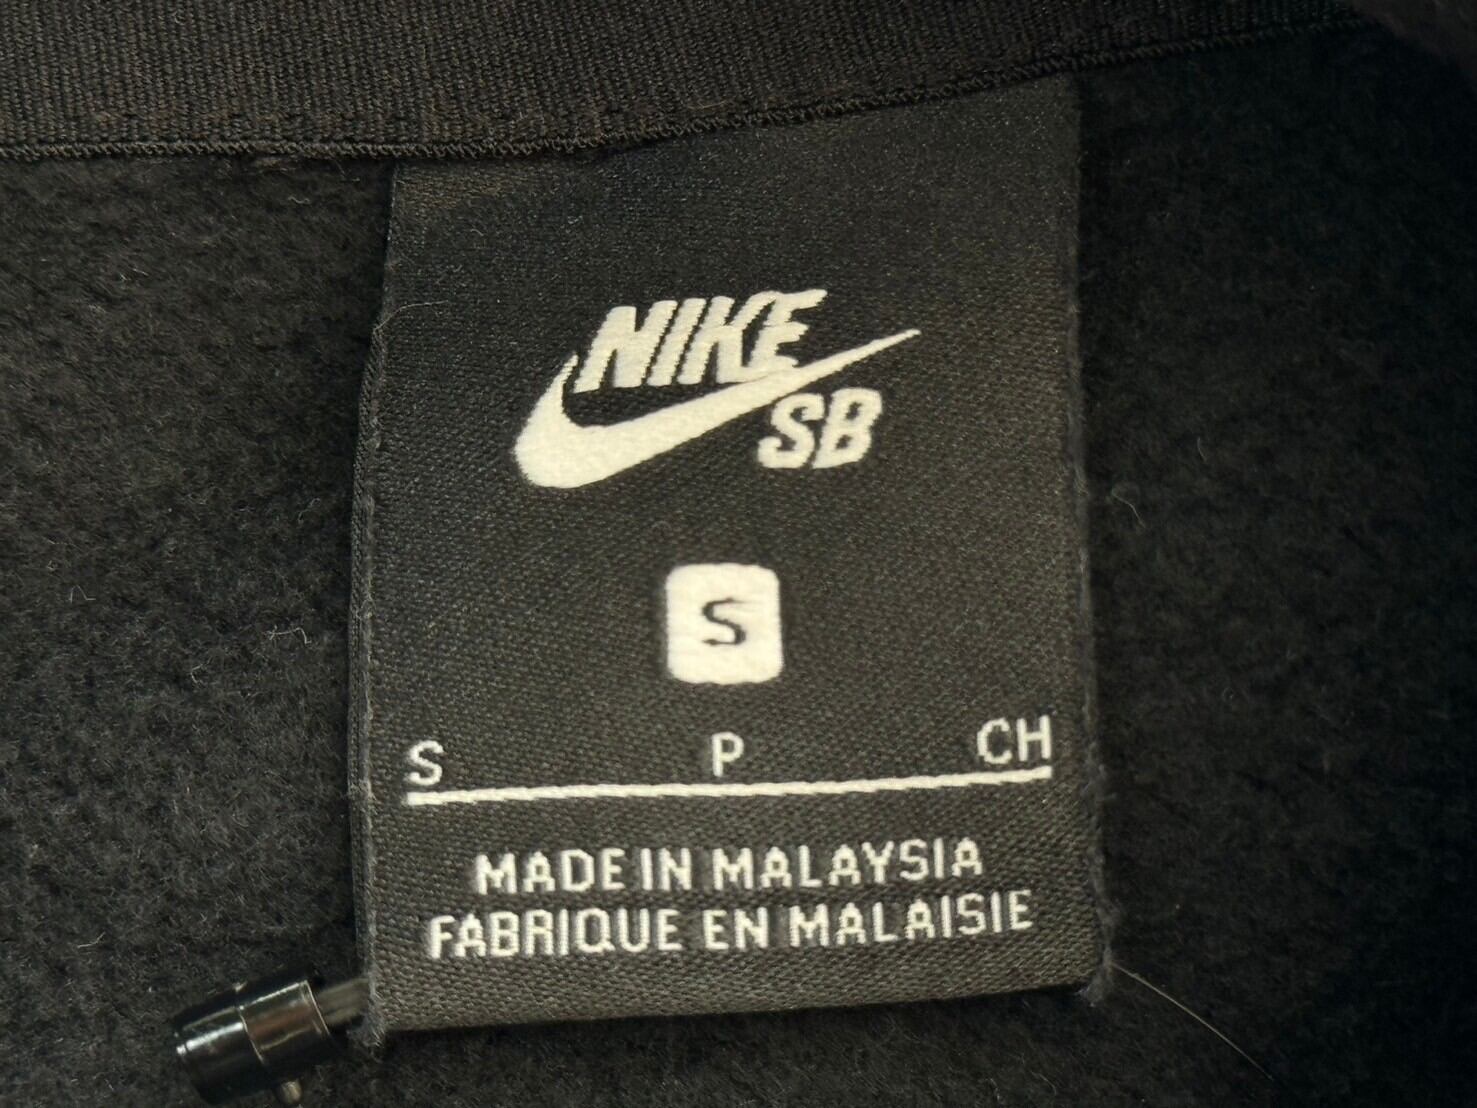 NIKE
SB
S
S P CH
MADE IN MALAYSIA
FABRIQUE EN MALAISIE